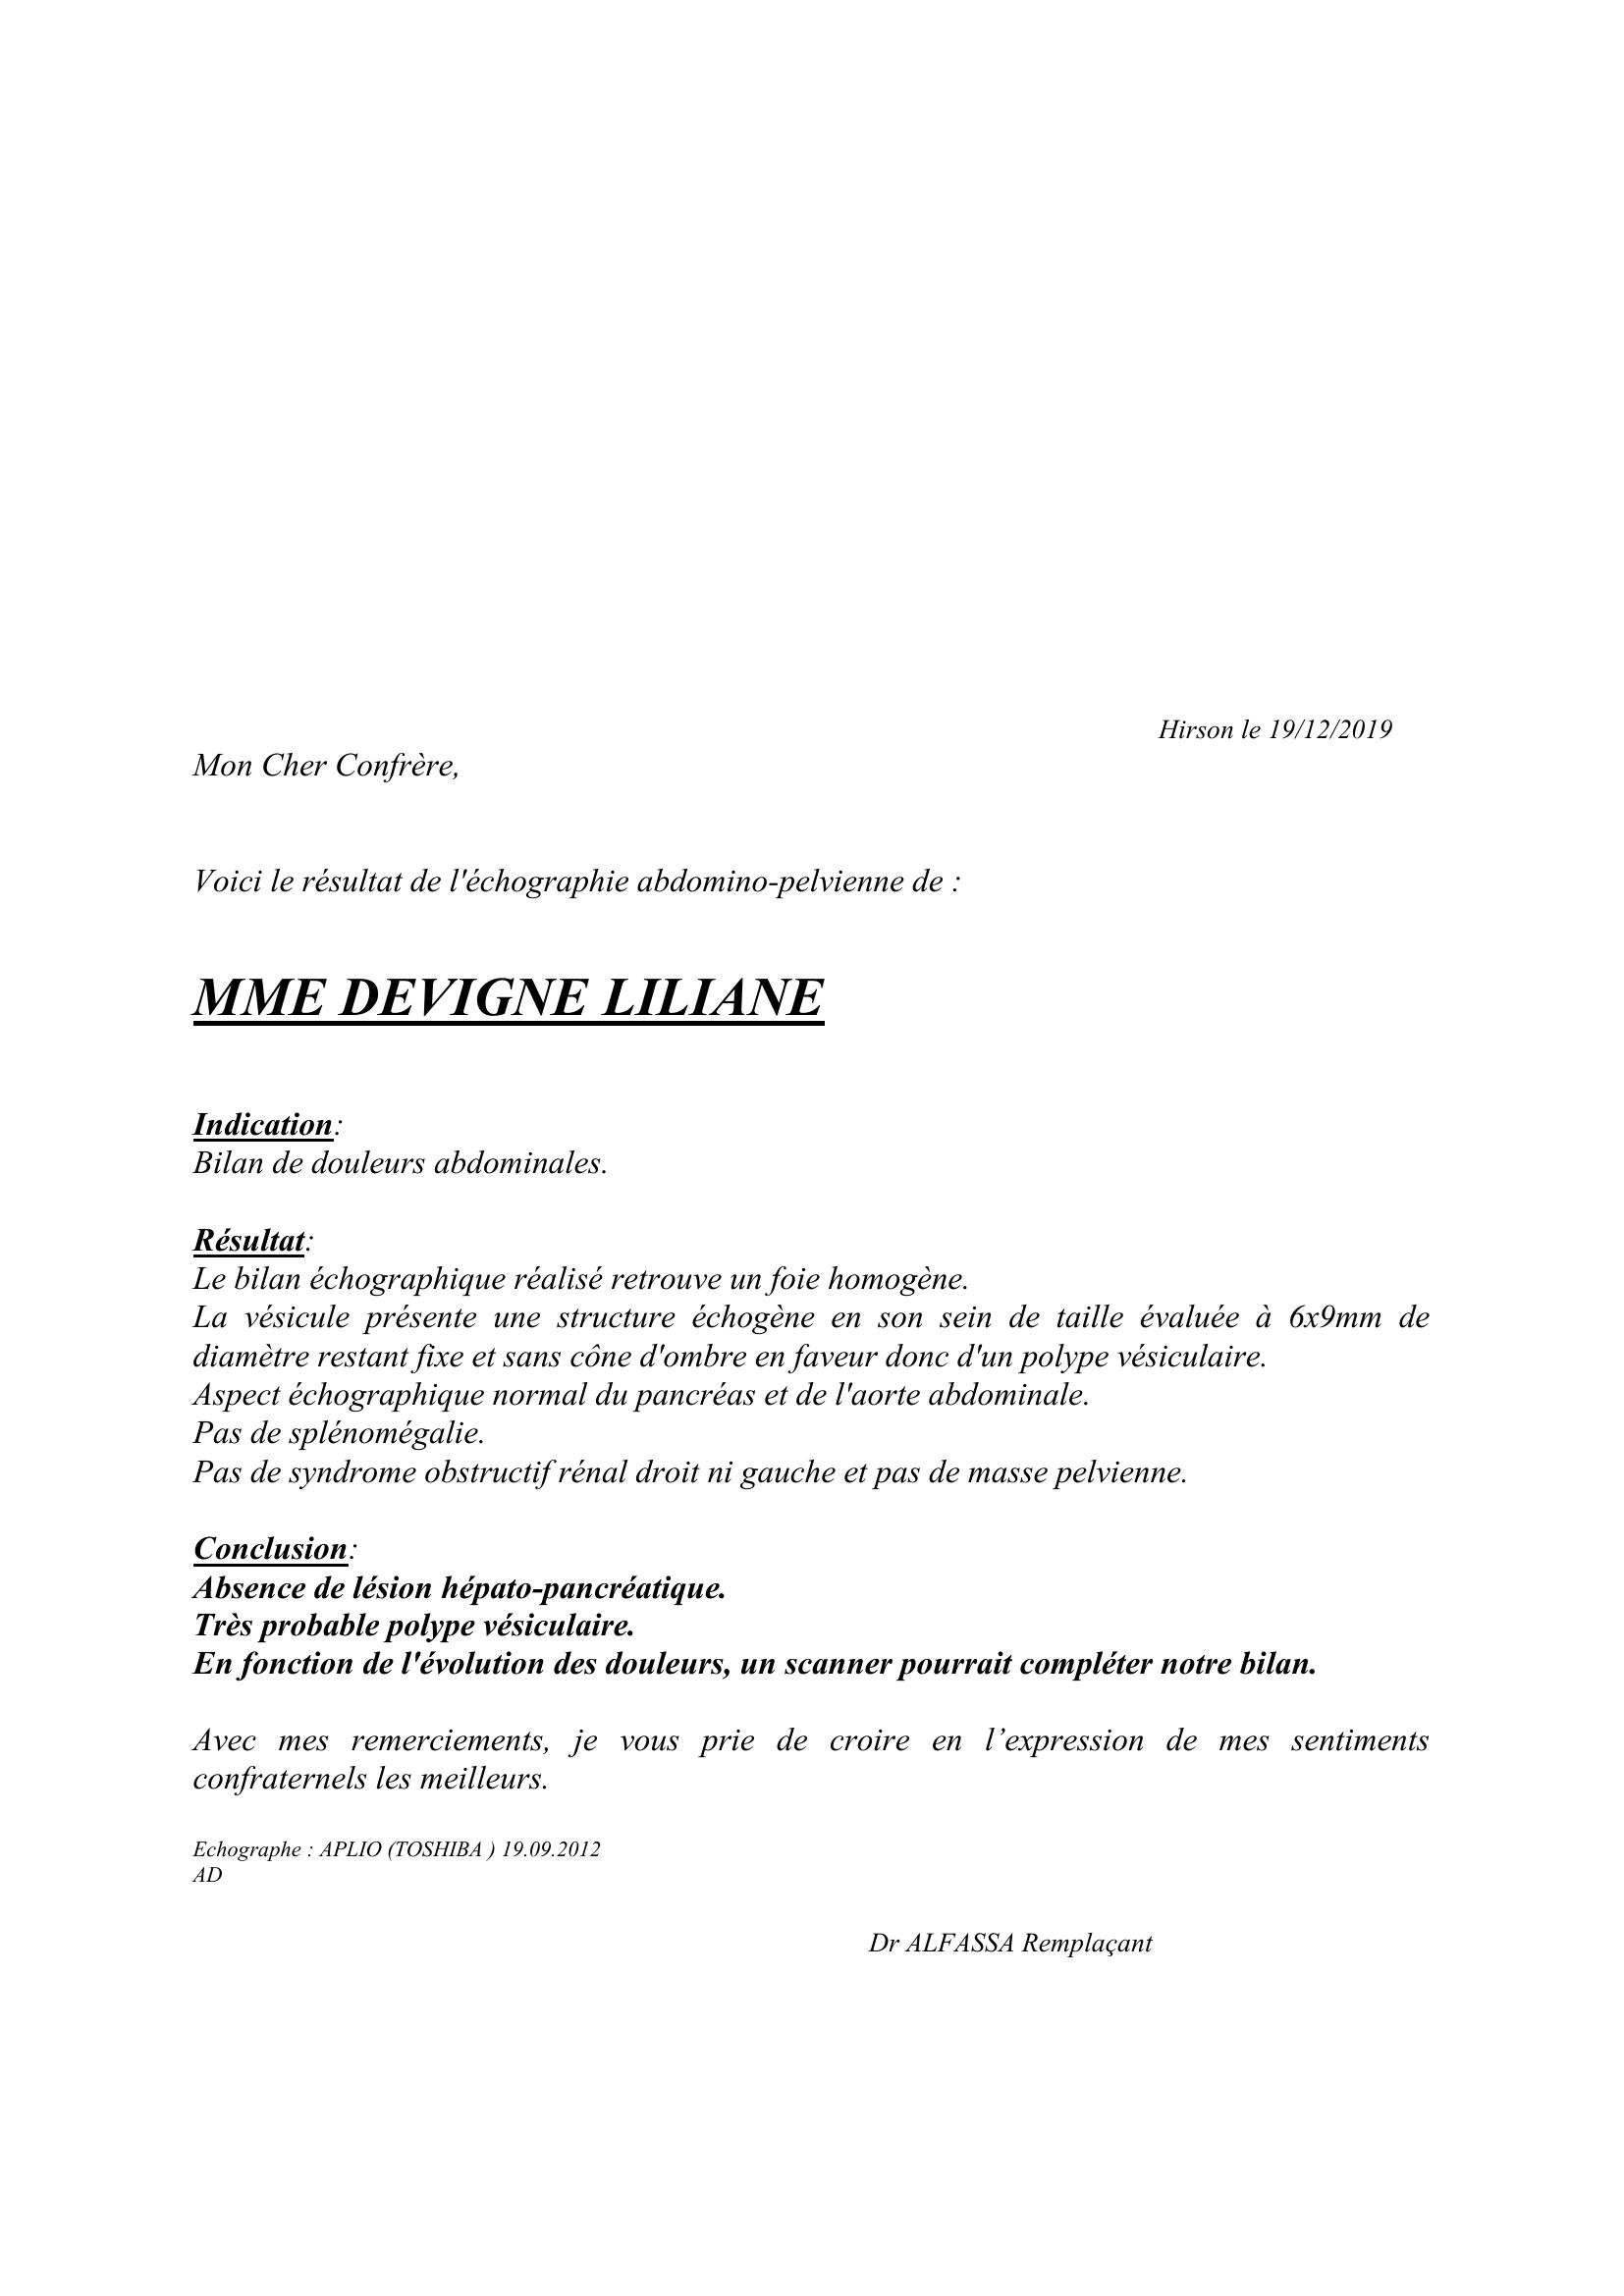 Hirson le 19/12/2019
Mon Cher Confrère,
Voici le résultat de l'échographie abdomino-pelvienne de :
MME DEVIGNE LILIANE
Indication:
Bilan de douleurs abdominales.
Résultat:
Le bilan échographique réalisé retrouve un foie homogène.
La vésicule présente une structure échogène en son sein de taille évaluée à 6x9mm de
diamètre restant fixe et sans cône d'ombre en faveur donc d'un polype vésiculaire.
Aspect échographique normal du pancréas et de l'aorte abdominale.
Pas de splénomégalie.
Pas de syndrome obstructif rénal droit ni gauche et pas de masse pelvienne.
Conclusion:
Absence de lésion hépato-pancréatique.
Très probable polype vésiculaire.
En fonction de l'évolution des douleurs, un scanner pourrait compléter notre bilan.
Avec mes remerciements, je vous prie de croire en l’expression de mes sentiments
confraternels les meilleurs.
Echographe : APLIO (TOSHIBA ) 19.09.2012
AD
Dr ALFASSA Remplaçant